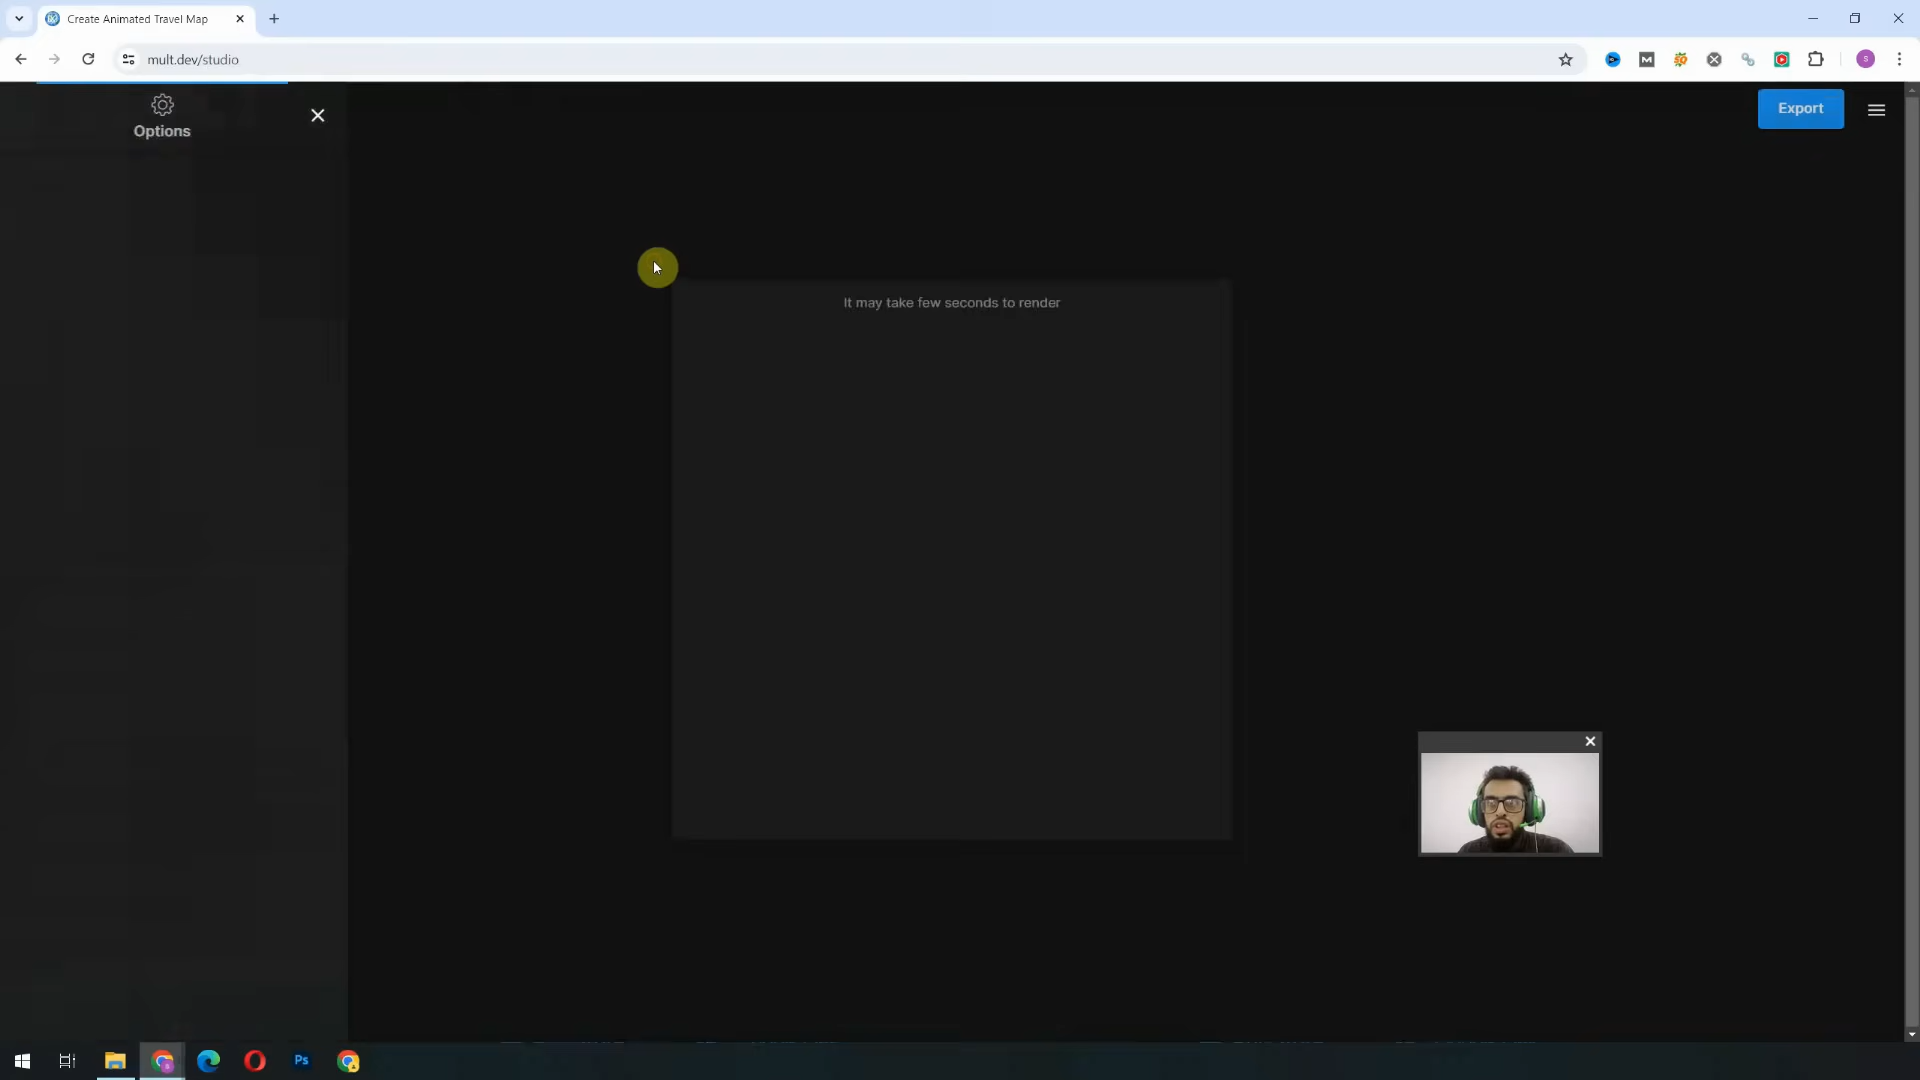 Create Animated Travel Map
mult.dev/studio
Options
Export
It may take few seconds to render
Ps